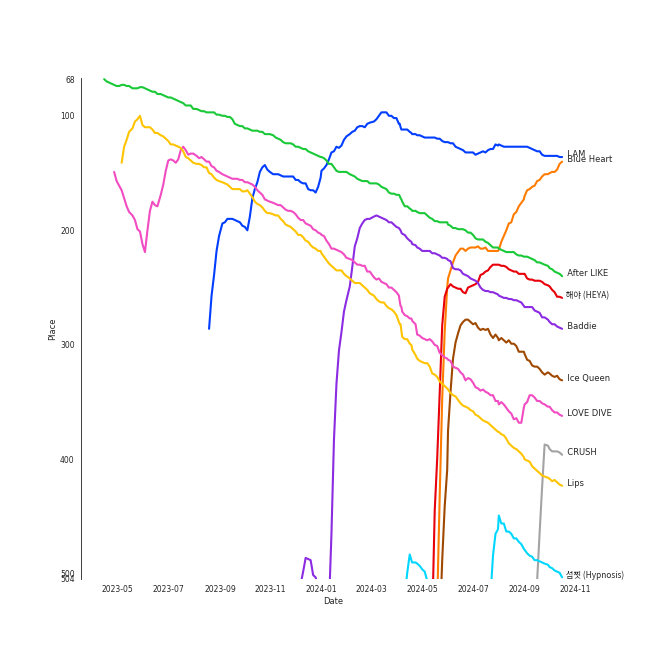 68
100
200
300
400
500
504
Place
I AM
Blue Heart
After LIKE
해야 (HEYA)
Baddie
Ice Queen
LOVE DIVE
CRUSH
Lips
섬찟 (Hypnosis)
2023-05 2023-07 2023-09 2023-11 2024-01 2024-03 2024-05 2024-07 2024-09 2024-11
Date